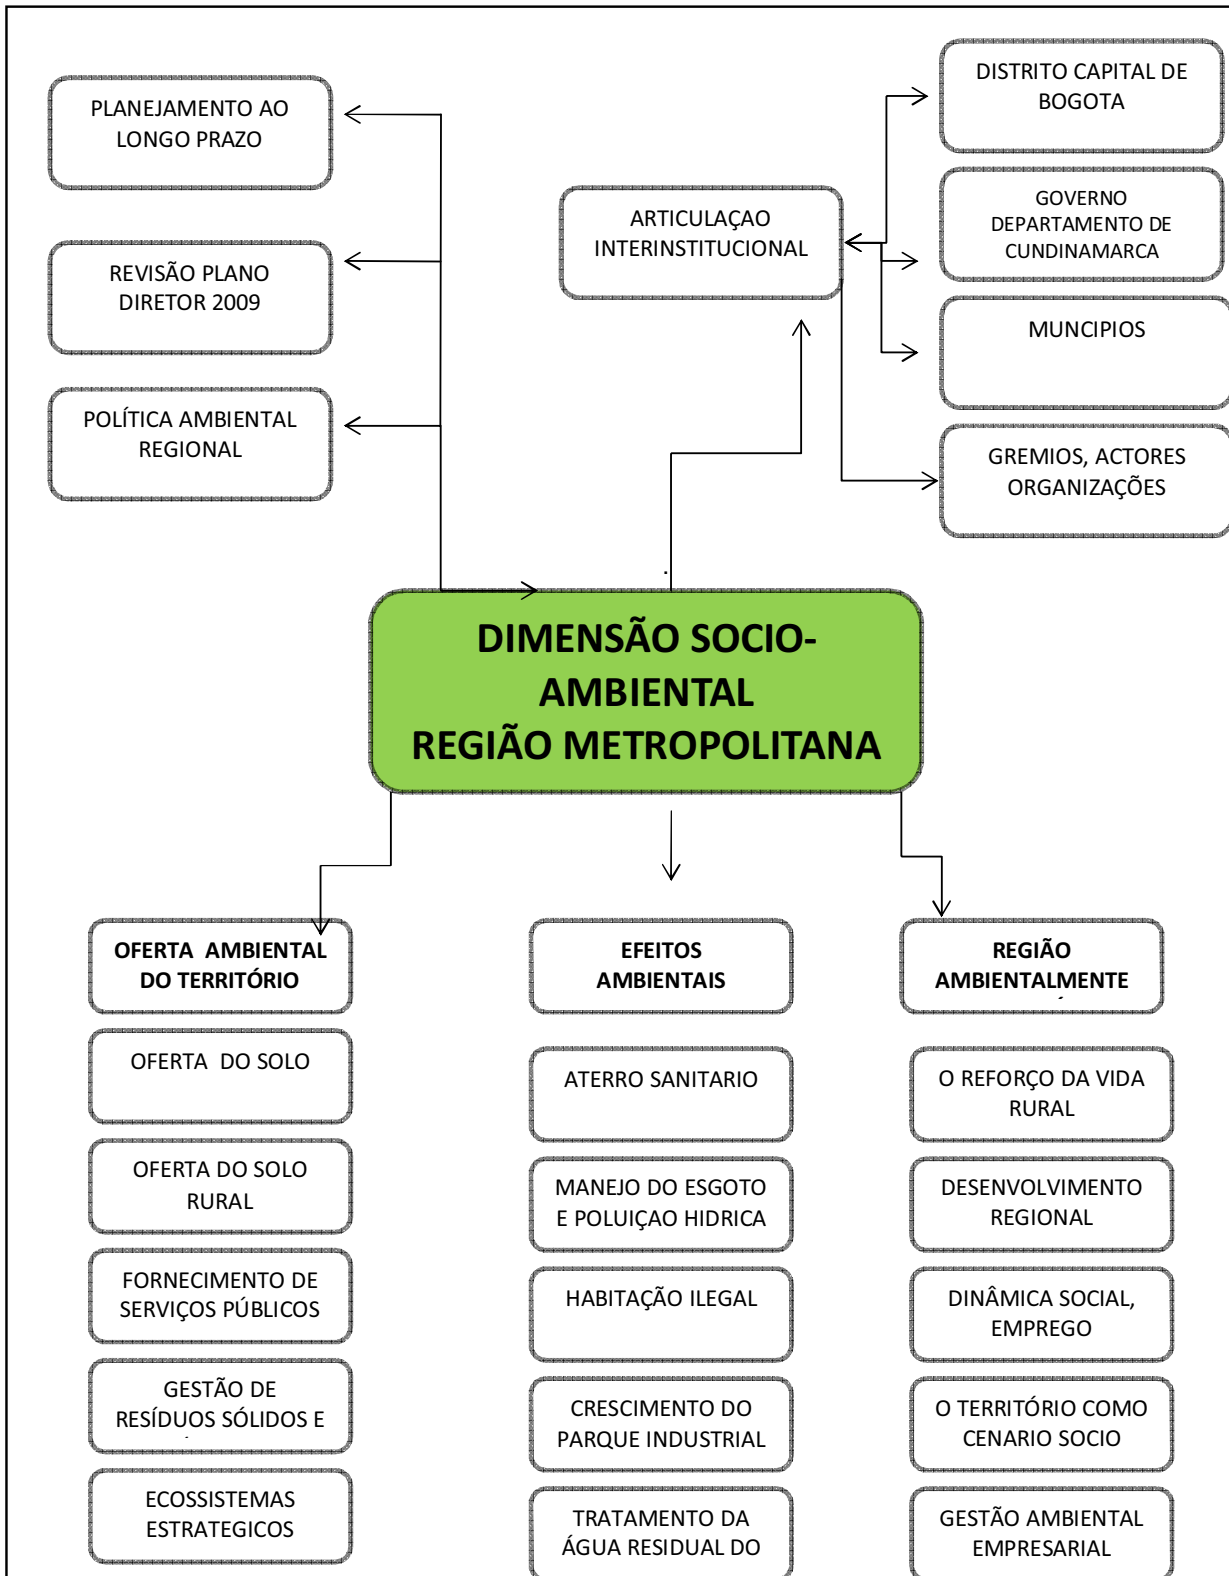 PLANEJAMENTO AO
LONGO PRAZO
REVISÃO PLANO
DIRETOR 2009
POLÍTICA AMBIENTAL
REGIONAL
ARTICULAÇAO
INTERINSTITUCIONAL
DISTRITO CAPITAL DE
BOGOTA
GOVERNO
DEPARTAMENTO DE
CUNDINAMARCA
MUNCIPIOS
GREMIOS, ACTORES
ORGANIZAÇÕES
DIMENSÃO SOCIO-
AMBIENTAL
REGIÃO METROPOLITANA
OFERTA  AMBIENTAL
DO TERRITÓRIO
OFERTA  DO SOLO
OFERTA DO SOLO
RURAL
FORNECIMENTO DE
SERVIÇOS PÚBLICOS
GESTÃO DE
RESÍDUOS SÓLIDOS E
ECOSSISTEMAS
ESTRATEGICOS
EFEITOS
AMBIENTAIS
ATERRO SANITARIO
MANEJO DO ESGOTO
E POLUIÇAO HIDRICA
HABITAÇÃO ILEGAL
CRESCIMENTO DO
PARQUE INDUSTRIAL
TRATAMENTO DA
ÁGUA RESIDUAL DO
REGIÃO
AMBIENTALMENTE
O REFORÇO DA VIDA
RURAL
DESENVOLVIMENTO
REGIONAL
DINÂMICA SOCIAL,
EMPREGO
O TERRITÓRIO COMO
CENARIO SOCIO
GESTÃO AMBIENTAL
EMPRESARIAL